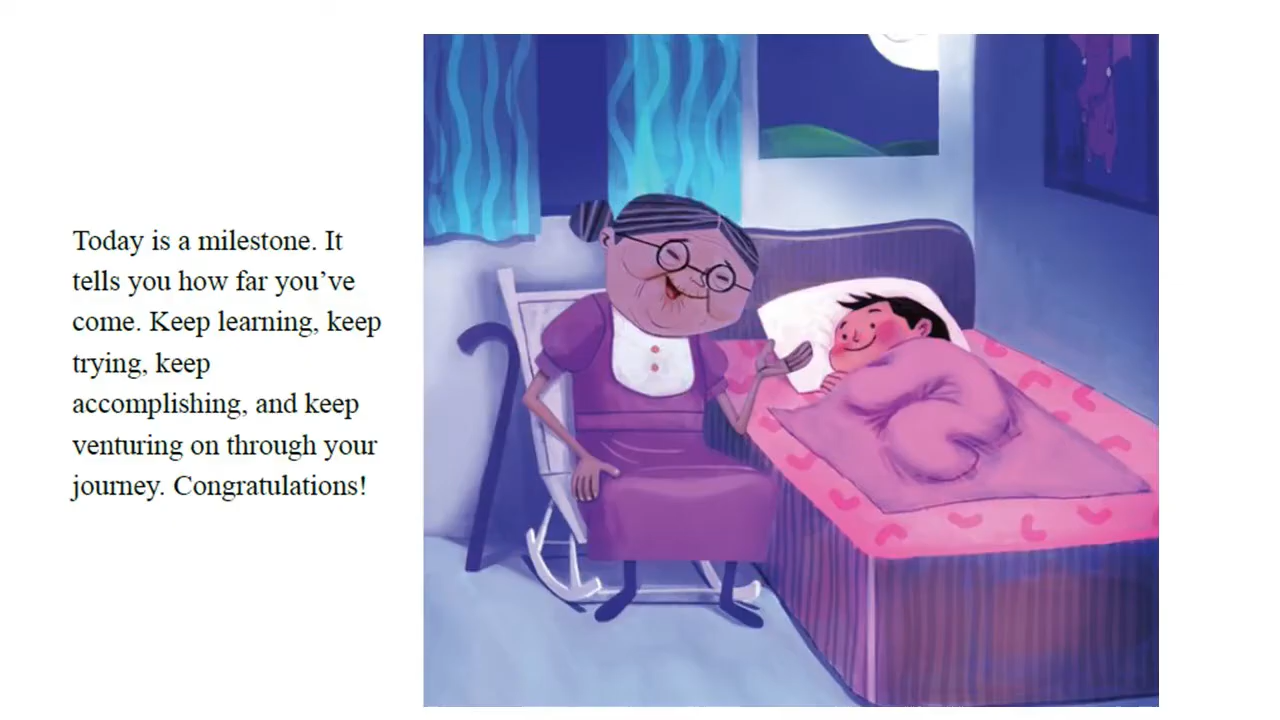 Today is a milestone. It
tells you how far you’ve
come. Keep learning, keep
trying, keep
accomplishing, and keep
venturing on through your
journey. Congratulations!